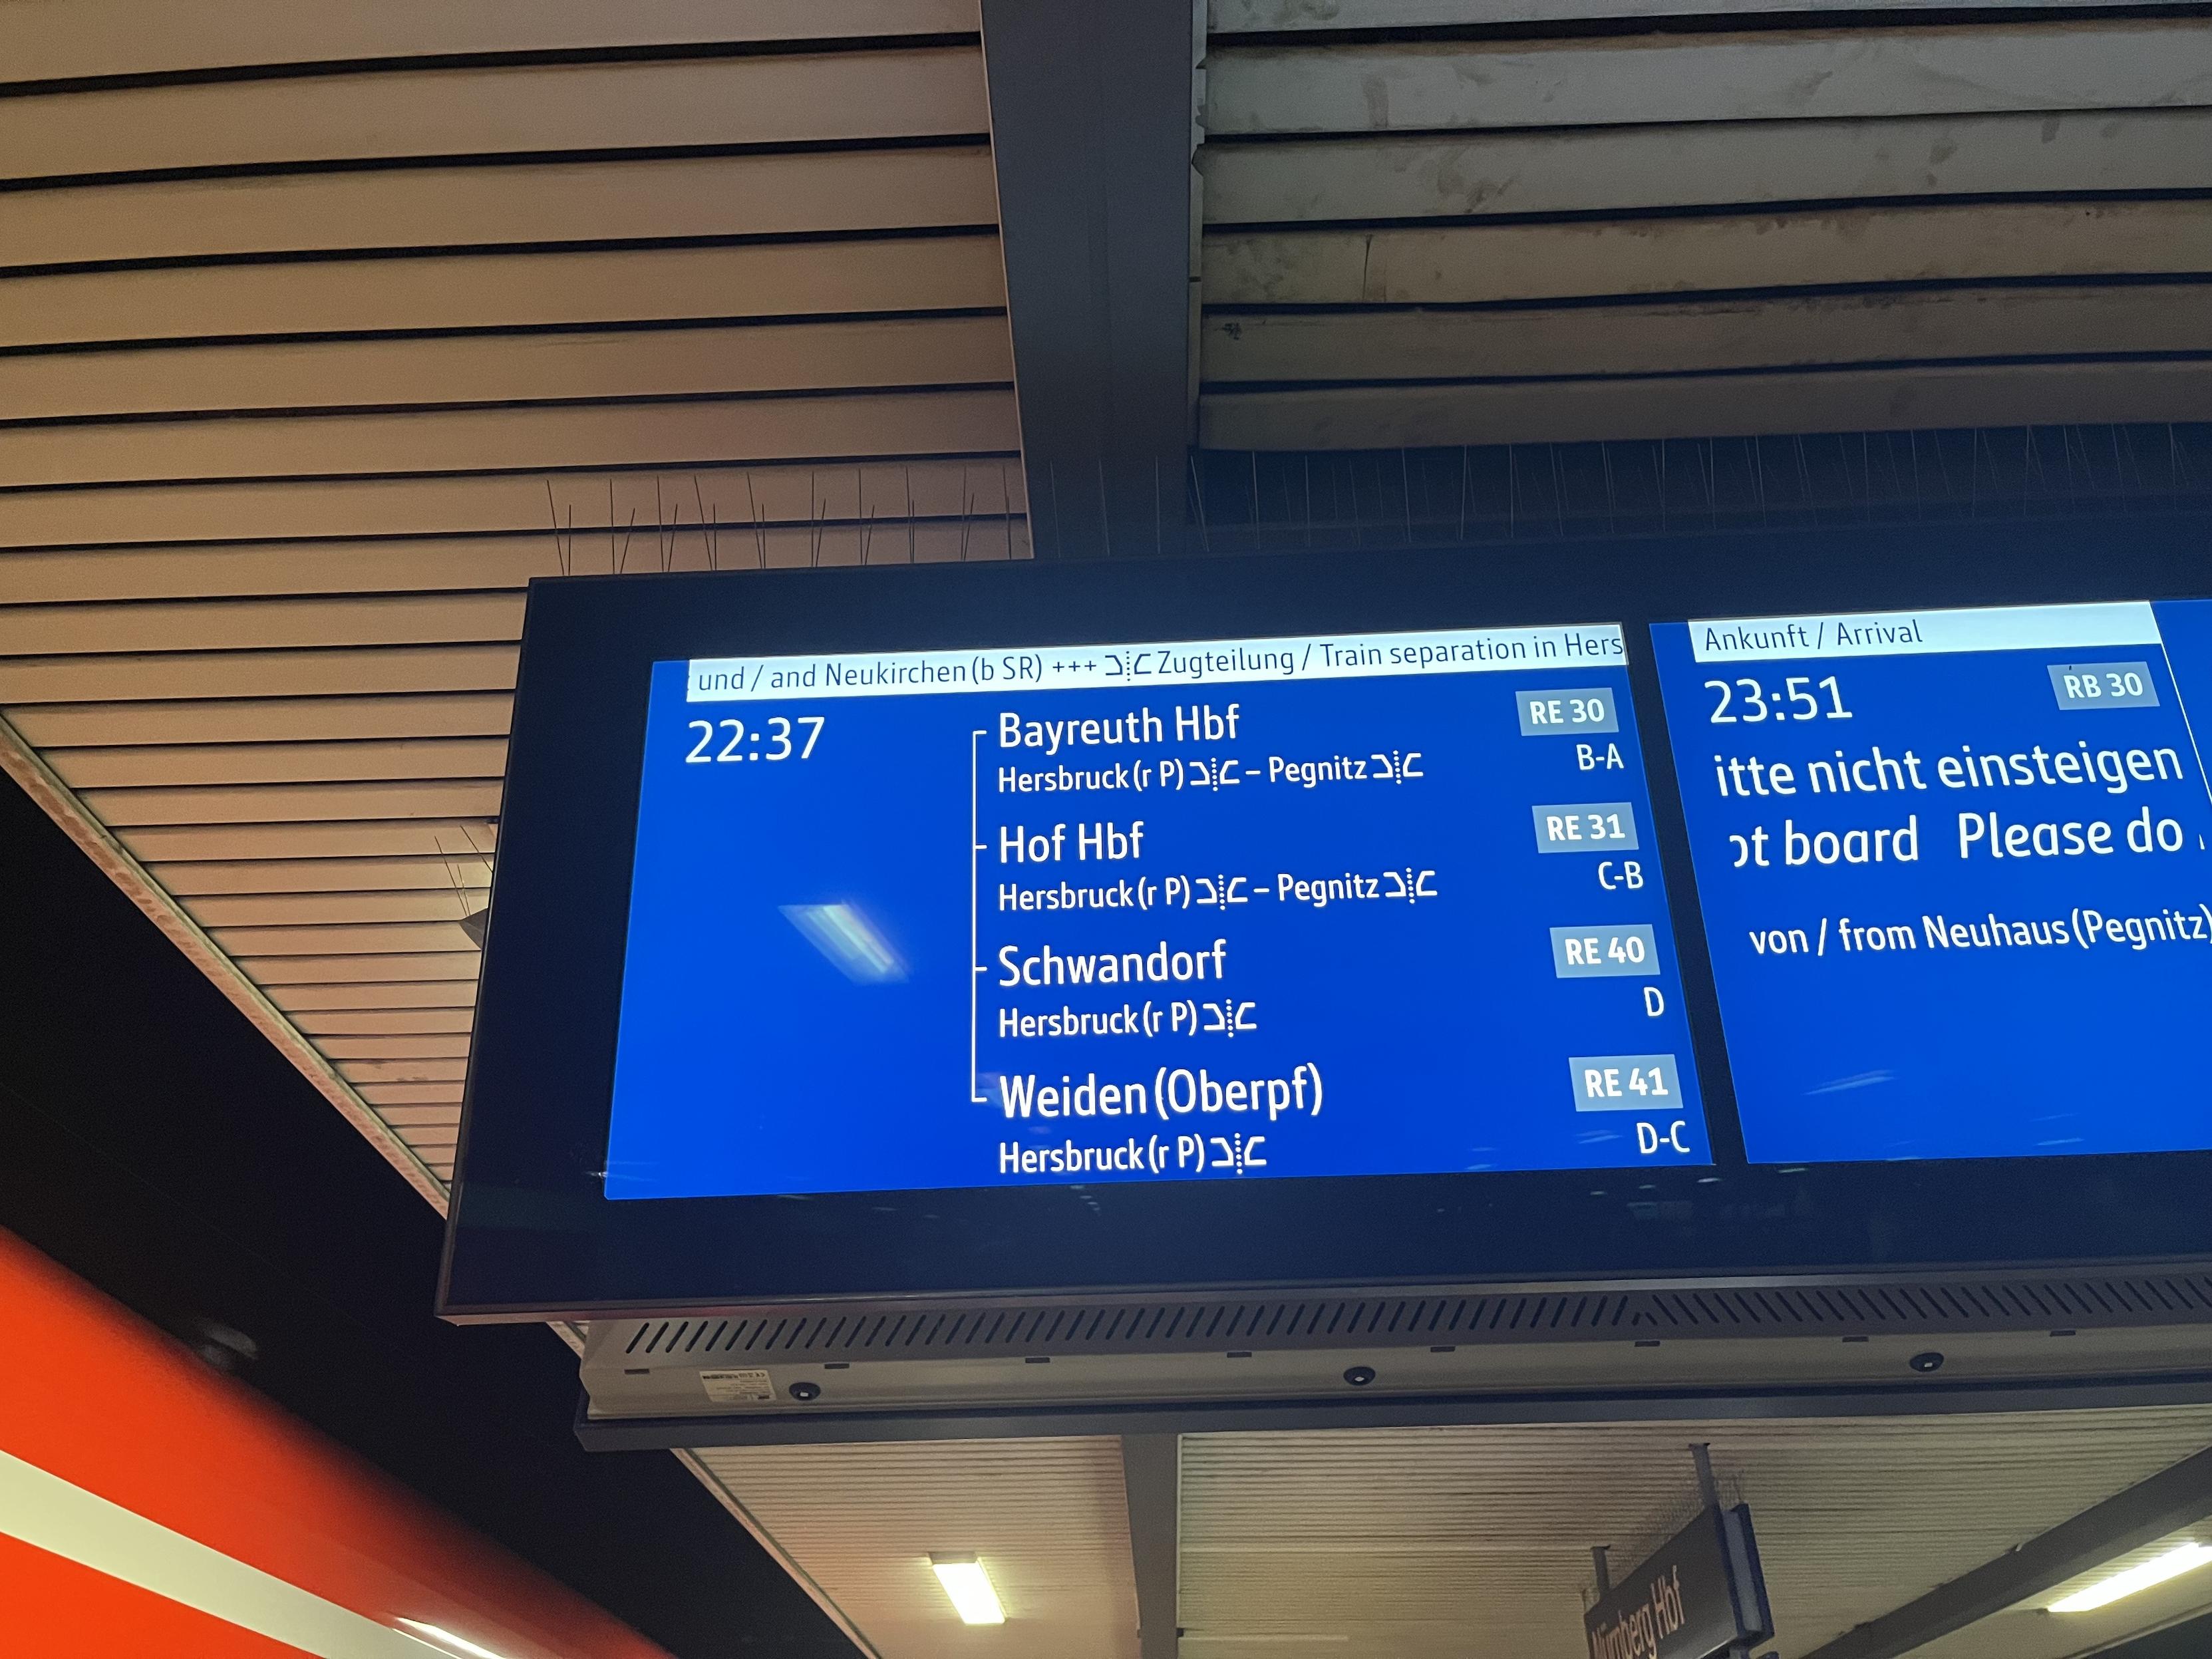 und / and Neukirchen (b SR) +++ Zugteilung / Train separation in Hers
22:37
Bayreuth Hbf
RE 30
Hersbruck (r P) – Pegnitz
B-A
Hof Hbf
RE 31
Hersbruck (r P) – Pegnitz
C-B
Schwandorf
RE 40
Hersbruck (r P)
D
Weiden (Oberpf)
RE 41
Hersbruck (r P)
D-C
Ankunft / Arrival
23:51
RB 30
itte nicht einsteigen
ot board Please do
von / from Neuhaus (Pegnitz)
Nürnberg Hbf